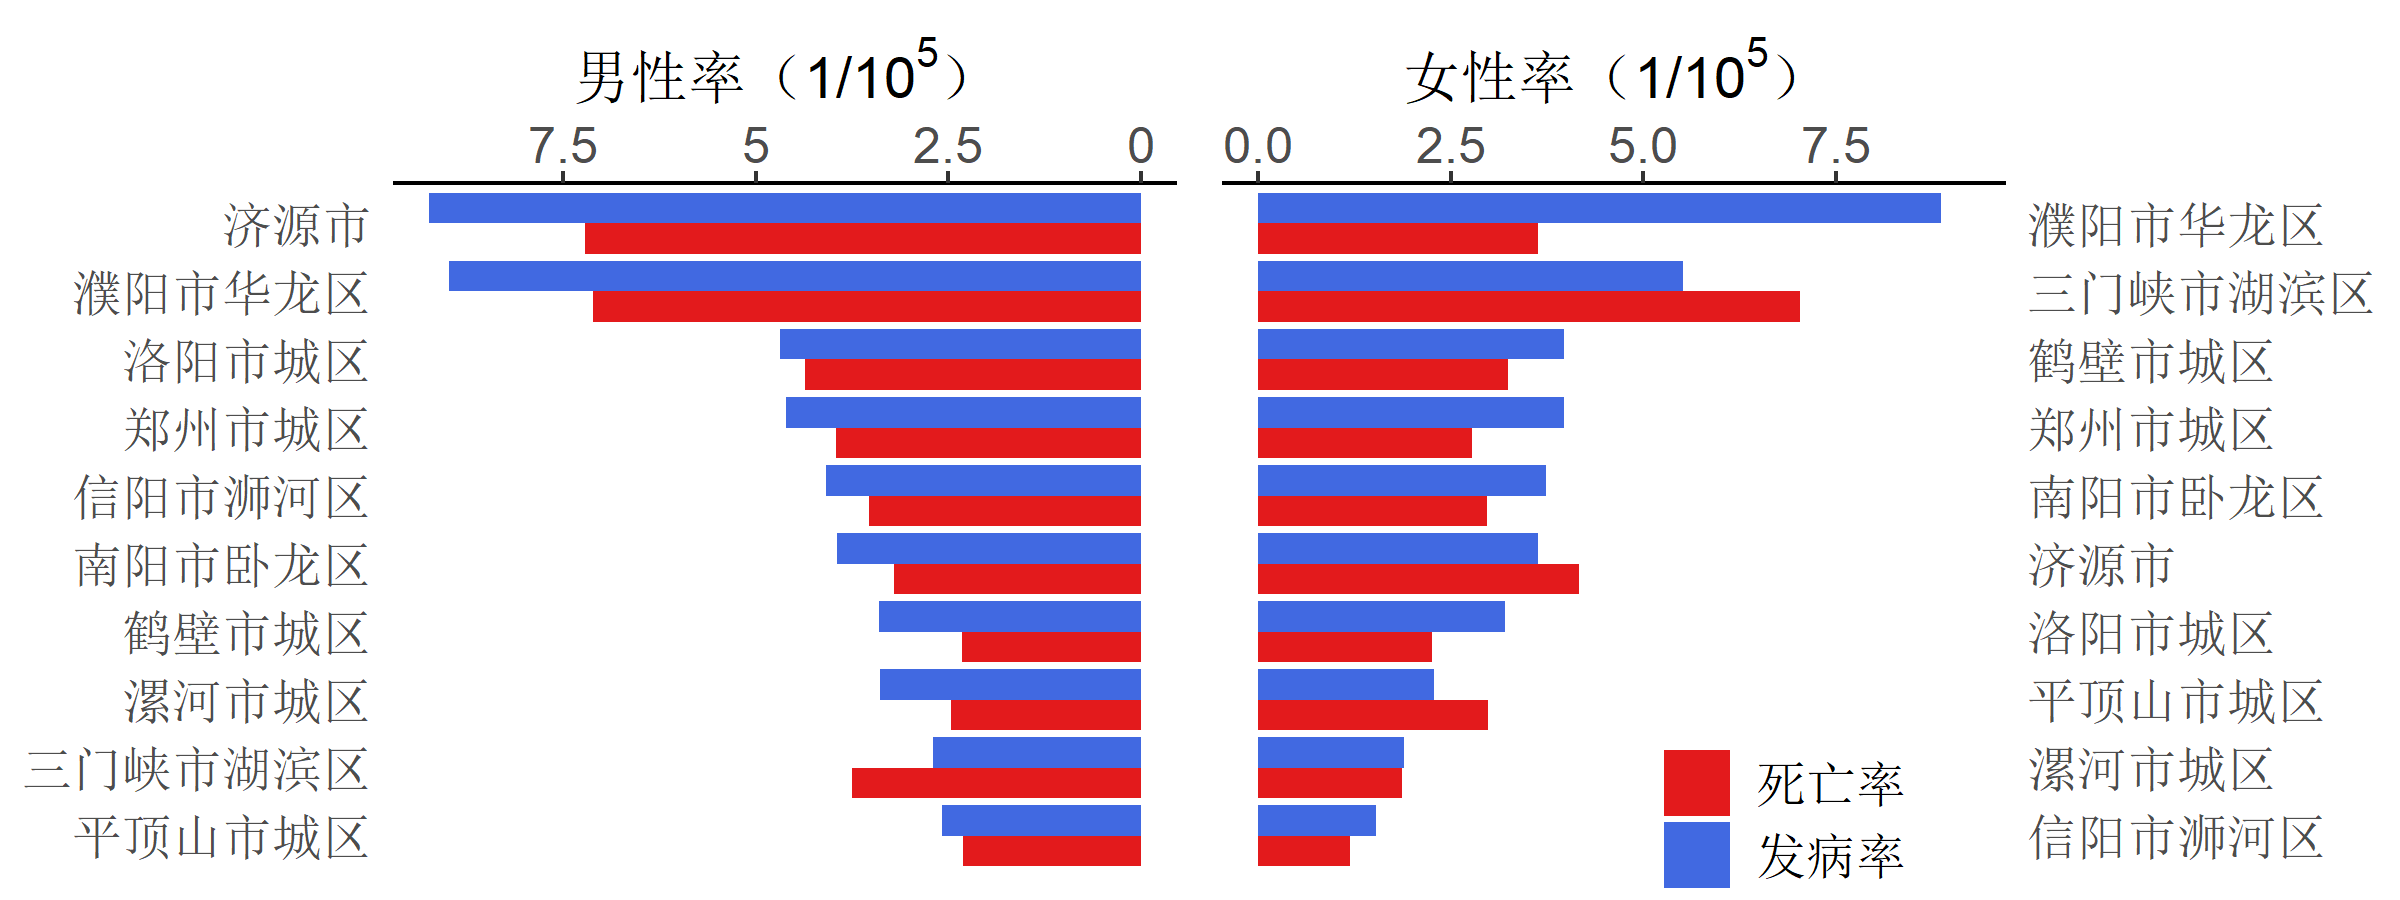 男性率（1/10⁵）
7.5 5 2.5 0
济源市
濮阳市华龙区
洛阳市城区
郑州市城区
信阳市浉河区
南阳市卧龙区
鹤壁市城区
漯河市城区
三门峡市湖滨区
平顶山市城区
女性率（1/10⁵）
0.0 2.5 5.0 7.5
濮阳市华龙区
三门峡市湖滨区
鹤壁市城区
郑州市城区
南阳市卧龙区
济源市
洛阳市城区
平顶山市城区
漯河市城区
信阳市浉河区
死亡率
发病率